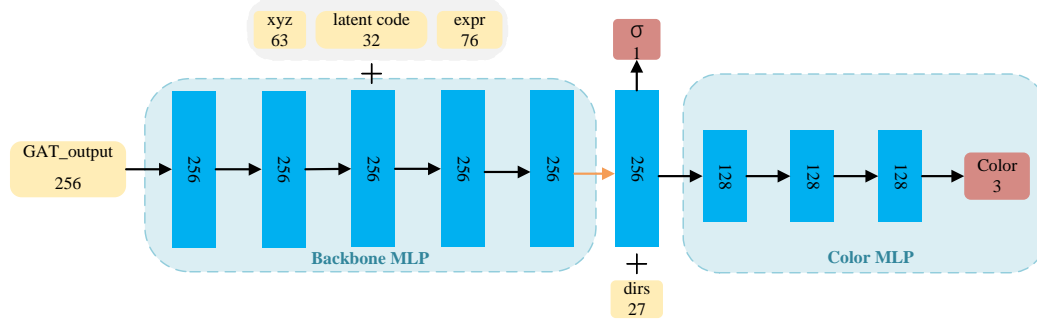 xyz
63
latent code
32
expr
76
σ
1
GAT_output
256
256
256
256
256
256
256
128
128
128
Color
3
Backbone MLP
Color MLP
dirs
27